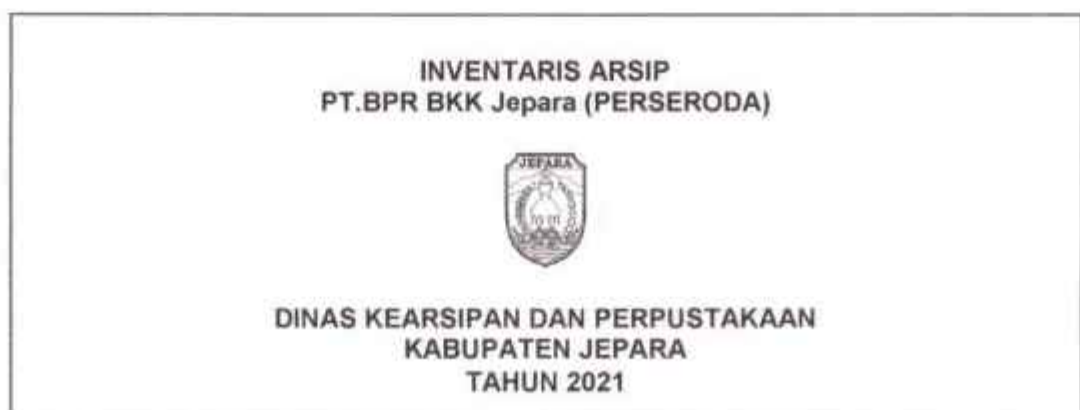 INVENTARIS ARSIP
PT.BPR BKK Jepara (PERSERODA)
JEPARA
DINAS KEARSIPAN DAN PERPUSTAKAAN
KABUPATEN JEPARA
TAHUN 2021